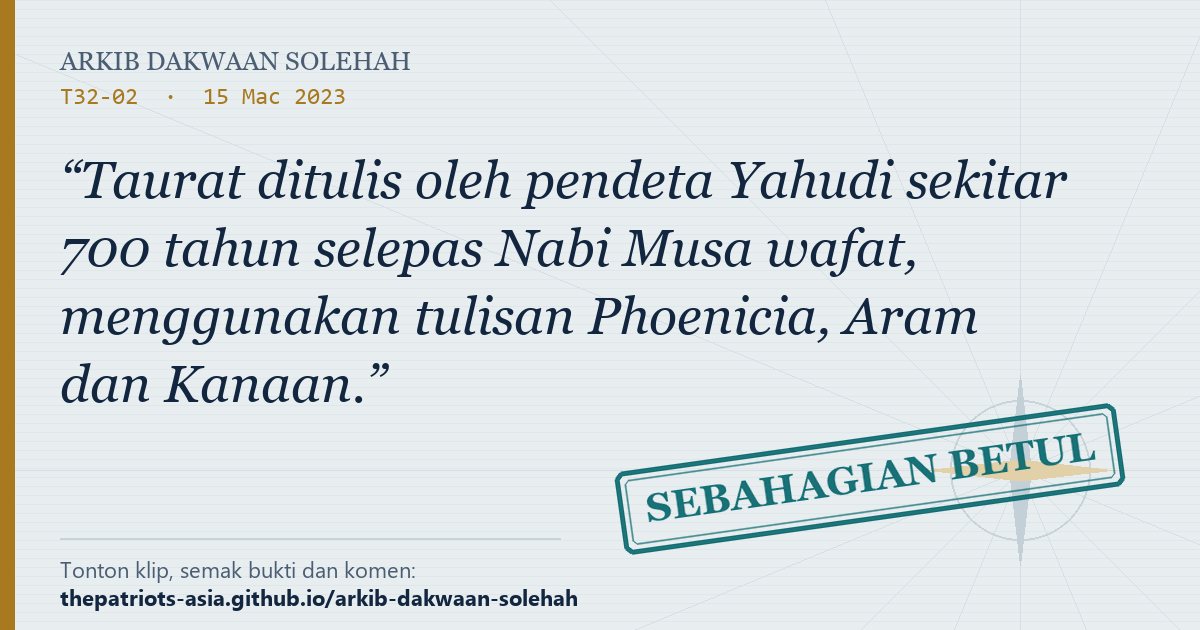 ARKIB DAKWAAN SOLEHAH
T32-02 · 15 Mac 2023
“Taurat ditulis oleh pendeta Yahudi sekitar
700 tahun selepas Nabi Musa wafat,
menggunakan tulisan Phoenicia, Aram
dan Kanaan.”
SEBAHAGIAN BETUL
Tonton klip, semak bukti dan komen:
thepatriots-asia.github.io/arkib-dakwaan-solehah